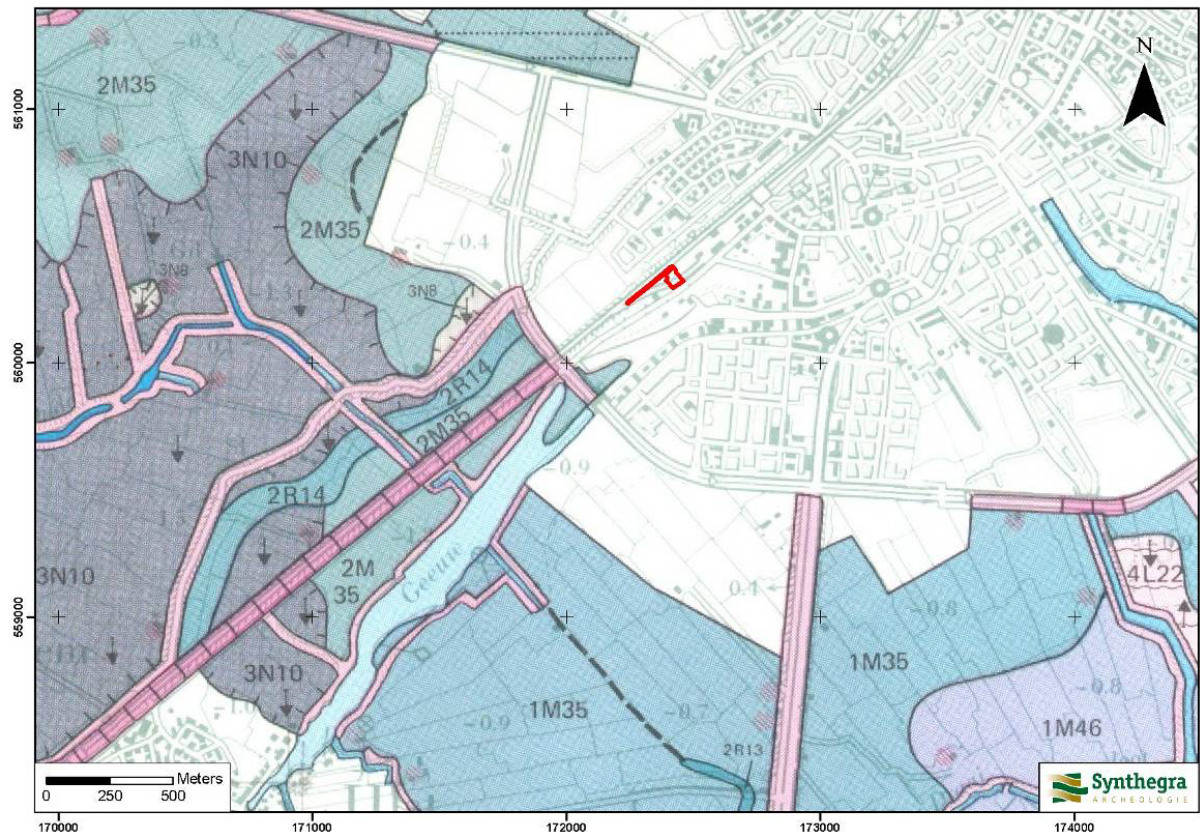 N
561000
560000
559000
170000
171000
172000
173000
174000
-0.3
2M35
3N10
2M35
-0.4
3N8
3N8
-1.3
2R14
2M35
2R14
-0.9
3N10
2M
35
Geeuw
0.4
-0.8
4L22
3N10
1M35
1M35
-0.8
1M46
-0.9
-0.7
2R13
Meters
0 250 500
Synthegra
ARCHEOLOGIE